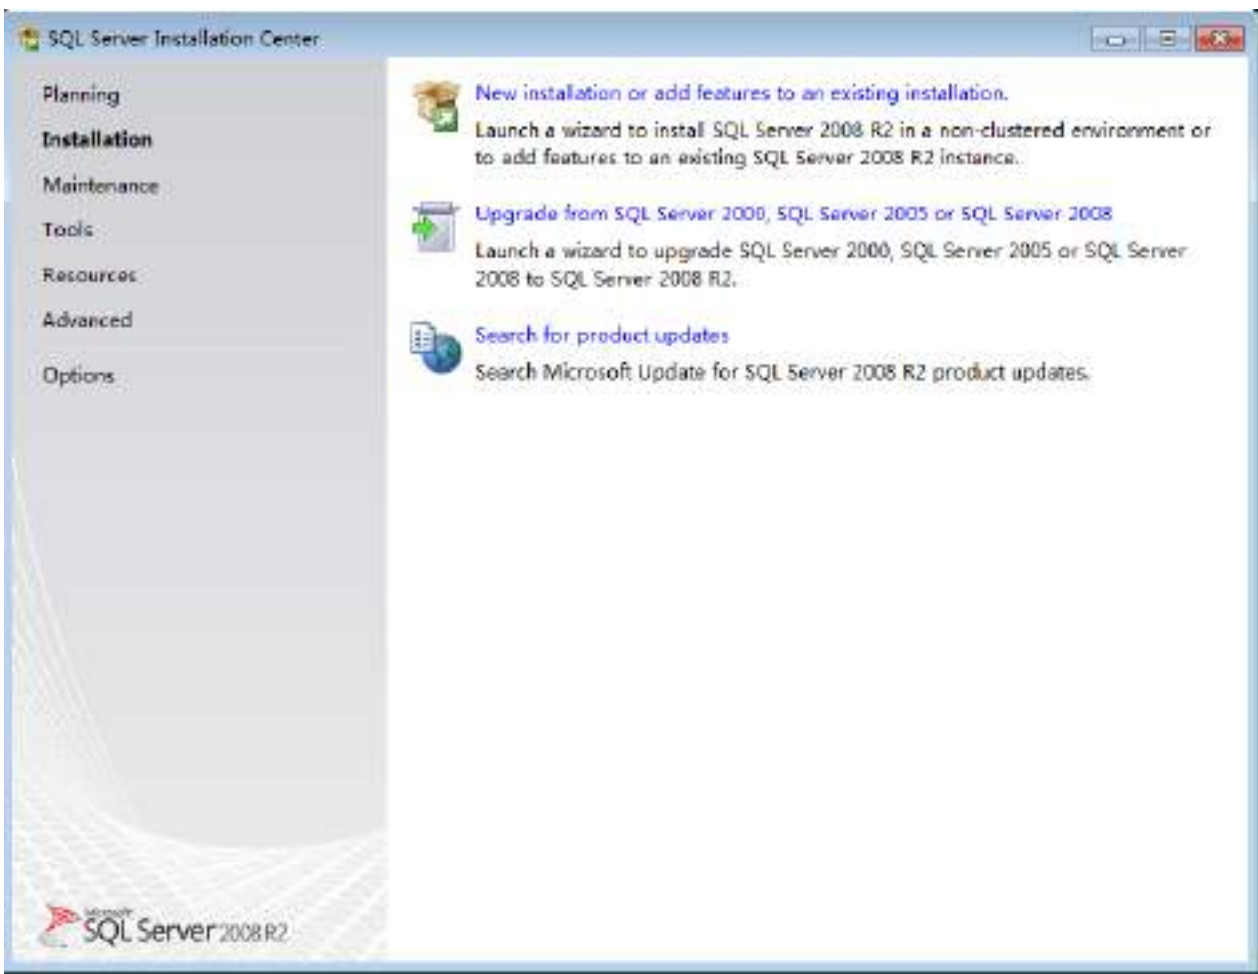 SQL Server Installation Center
Planning
Installation
Maintenance
Tools
Resources
Advanced
Options
New installation or add features to an existing installation.
Launch a wizard to install SQL Server 2008 R2 in a non-clustered environment or
to add features to an existing SQL Server 2008 R2 instance.
Upgrade from SQL Server 2000, SQL Server 2005 or SQL Server 2008
Launch a wizard to upgrade SQL Server 2000, SQL Server 2005 or SQL Server
2008 to SQL Server 2008 R2.
Search for product updates
Search Microsoft Update for SQL Server 2008 R2 product updates.
Microsoft
SQL Server 2008 R2